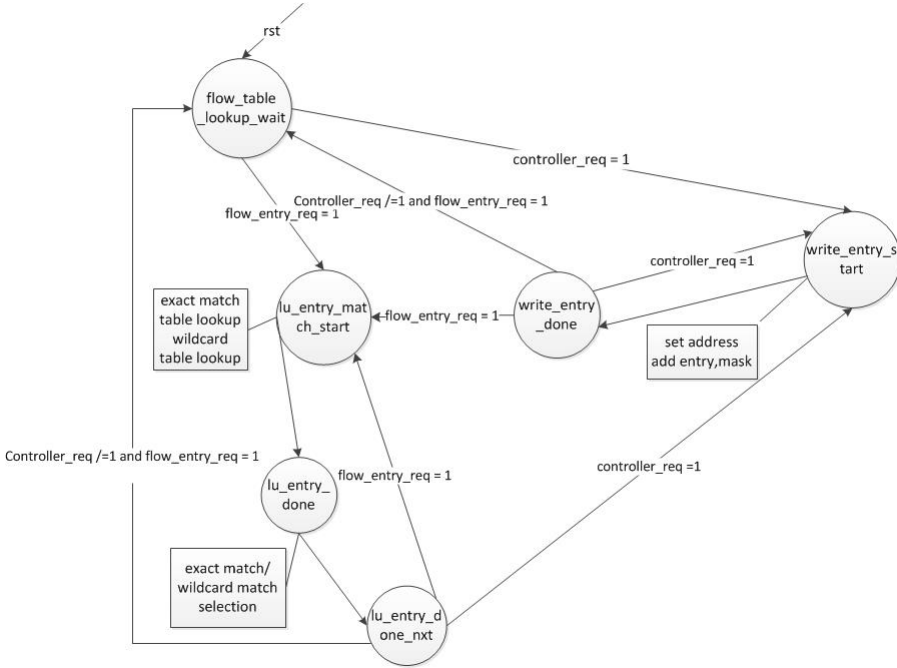 rst
flow_table
_lookup_wait
controller_req = 1
Controller_req /=1 and flow_entry_req = 1
flow_entry_req = 1
write_entry_s
tart
controller_req =1
exact match
table lookup
wildcard
table lookup
lu_entry_mat
ch_start
flow_entry_req = 1
write_entry
_done
set address
add entry,mask
Controller_req /=1 and flow_entry_req = 1
flow_entry_req = 1
controller_req =1
lu_entry_
done
exact match/
wildcard match
selection
lu_entry_d
one_nxt